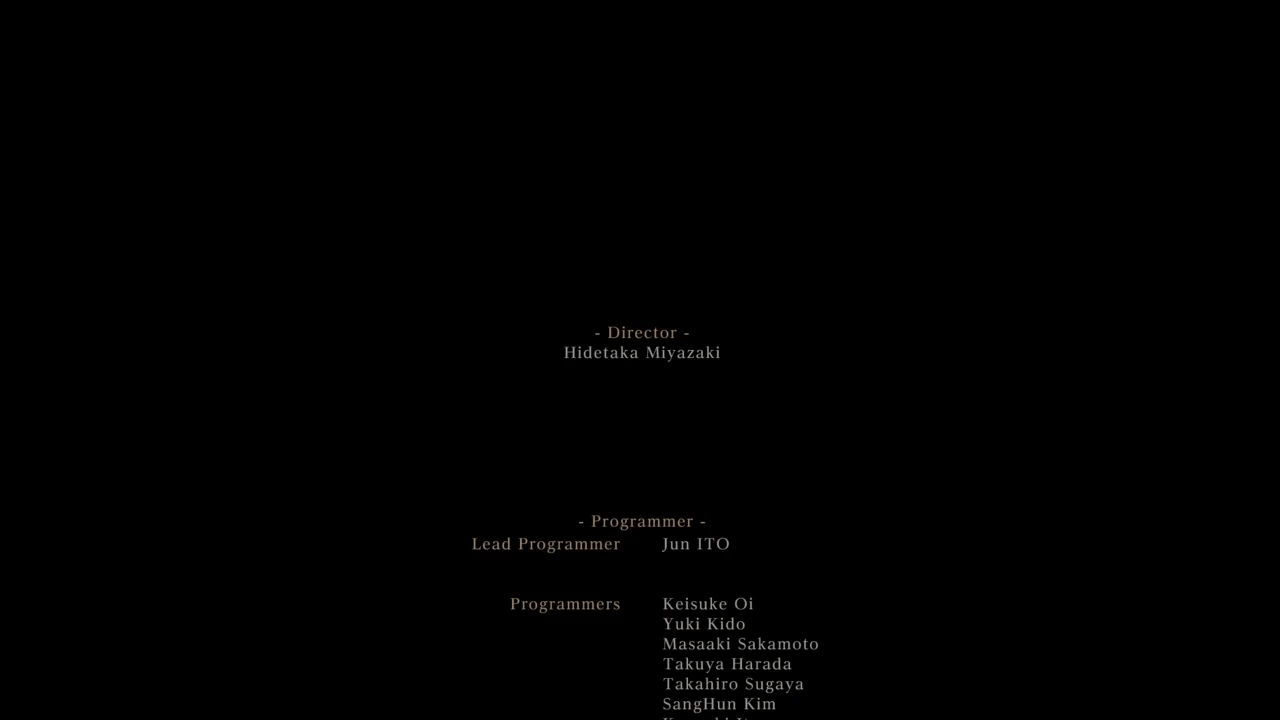 - Director -
Hidetaka Miyazaki
- Programmer -
Lead Programmer Jun ITO
Programmers Keisuke Oi
Yuki Kido
Masaaki Sakamoto
Takuya Harada
Takahiro Sugaya
SangHun Kim